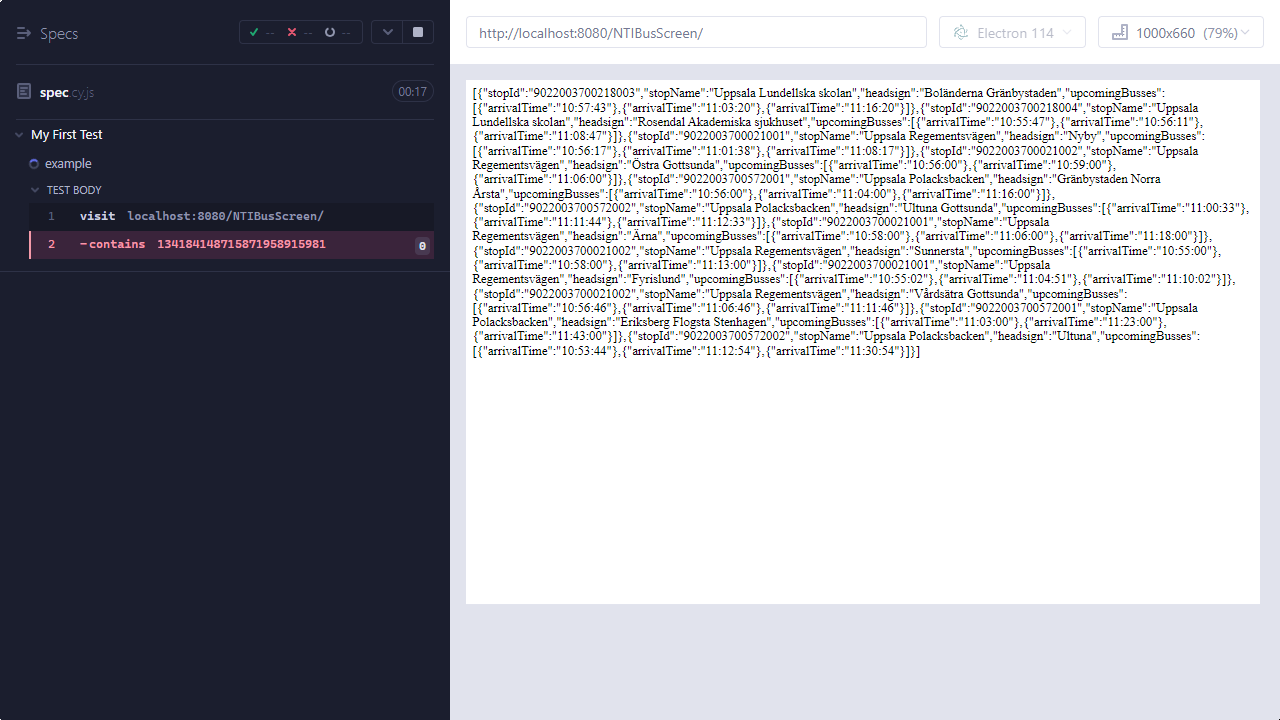 Specs
-- -- --
spec.cy.js 00:17
My First Test
example
TEST BODY
1 visit localhost:8080/NTIBusScreen/
2 -contains 134184148715871958915981 0
http://localhost:8080/NTIBusScreen/ Electron 114 1000x660 (79%)
[{"stopId":"9022003700218003","stopName":"Uppsala Lundellska skolan","headsign":"Boländerna Gränbystaden","upcomingBusses":
[{"arrivalTime":"10:57:43"},{"arrivalTime":"11:03:20"},{"arrivalTime":"11:16:20"}]},{"stopId":"9022003700218004","stopName":"Uppsala
Lundellska skolan","headsign":"Rosendal Akademiska sjukhuset","upcomingBusses":[{"arrivalTime":"10:55:47"},{"arrivalTime":"10:56:11"},
{"arrivalTime":"11:08:47"}]},{"stopId":"9022003700021001","stopName":"Uppsala Regementsvägen","headsign":"Nyby","upcomingBusses":
[{"arrivalTime":"10:56:17"},{"arrivalTime":"11:01:38"},{"arrivalTime":"11:08:17"}]},{"stopId":"9022003700021002","stopName":"Uppsala
Regementsvägen","headsign":"Östra Gottsunda","upcomingBusses":[{"arrivalTime":"10:56:00"},{"arrivalTime":"10:59:00"},
{"arrivalTime":"11:06:00"}]},{"stopId":"9022003700572001","stopName":"Uppsala Polacksbacken","headsign":"Gränbystaden Norra
Årsta","upcomingBusses":[{"arrivalTime":"10:56:00"},{"arrivalTime":"11:04:00"},{"arrivalTime":"11:16:00"}]},
{"stopId":"9022003700572002","stopName":"Uppsala Polacksbacken","headsign":"Ultuna Gottsunda","upcomingBusses":[{"arrivalTime":"11:00:33"},
{"arrivalTime":"11:11:44"},{"arrivalTime":"11:12:33"}]},{"stopId":"9022003700021001","stopName":"Uppsala
Regementsvägen","headsign":"Ärna","upcomingBusses":[{"arrivalTime":"10:58:00"},{"arrivalTime":"11:06:00"},{"arrivalTime":"11:18:00"}]},
{"stopId":"9022003700021002","stopName":"Uppsala Regementsvägen","headsign":"Sunnersta","upcomingBusses":[{"arrivalTime":"10:55:00"},
{"arrivalTime":"10:58:00"},{"arrivalTime":"11:13:00"}]},{"stopId":"9022003700021001","stopName":"Uppsala
Regementsvägen","headsign":"Fyrislund","upcomingBusses":[{"arrivalTime":"10:55:02"},{"arrivalTime":"11:04:51"},{"arrivalTime":"11:10:02"}]},
{"stopId":"9022003700021002","stopName":"Uppsala Regementsvägen","headsign":"Vårdsätra Gottsunda","upcomingBusses":
[{"arrivalTime":"10:56:46"},{"arrivalTime":"11:06:46"},{"arrivalTime":"11:11:46"}]},{"stopId":"9022003700572001","stopName":"Uppsala
Polacksbacken","headsign":"Eriksberg Flogsta Stenhagen","upcomingBusses":[{"arrivalTime":"11:03:00"},{"arrivalTime":"11:23:00"},
{"arrivalTime":"11:43:00"}]},{"stopId":"9022003700572002","stopName":"Uppsala Polacksbacken","headsign":"Ultuna","upcomingBusses":
[{"arrivalTime":"10:53:44"},{"arrivalTime":"11:12:54"},{"arrivalTime":"11:30:54"}]}]